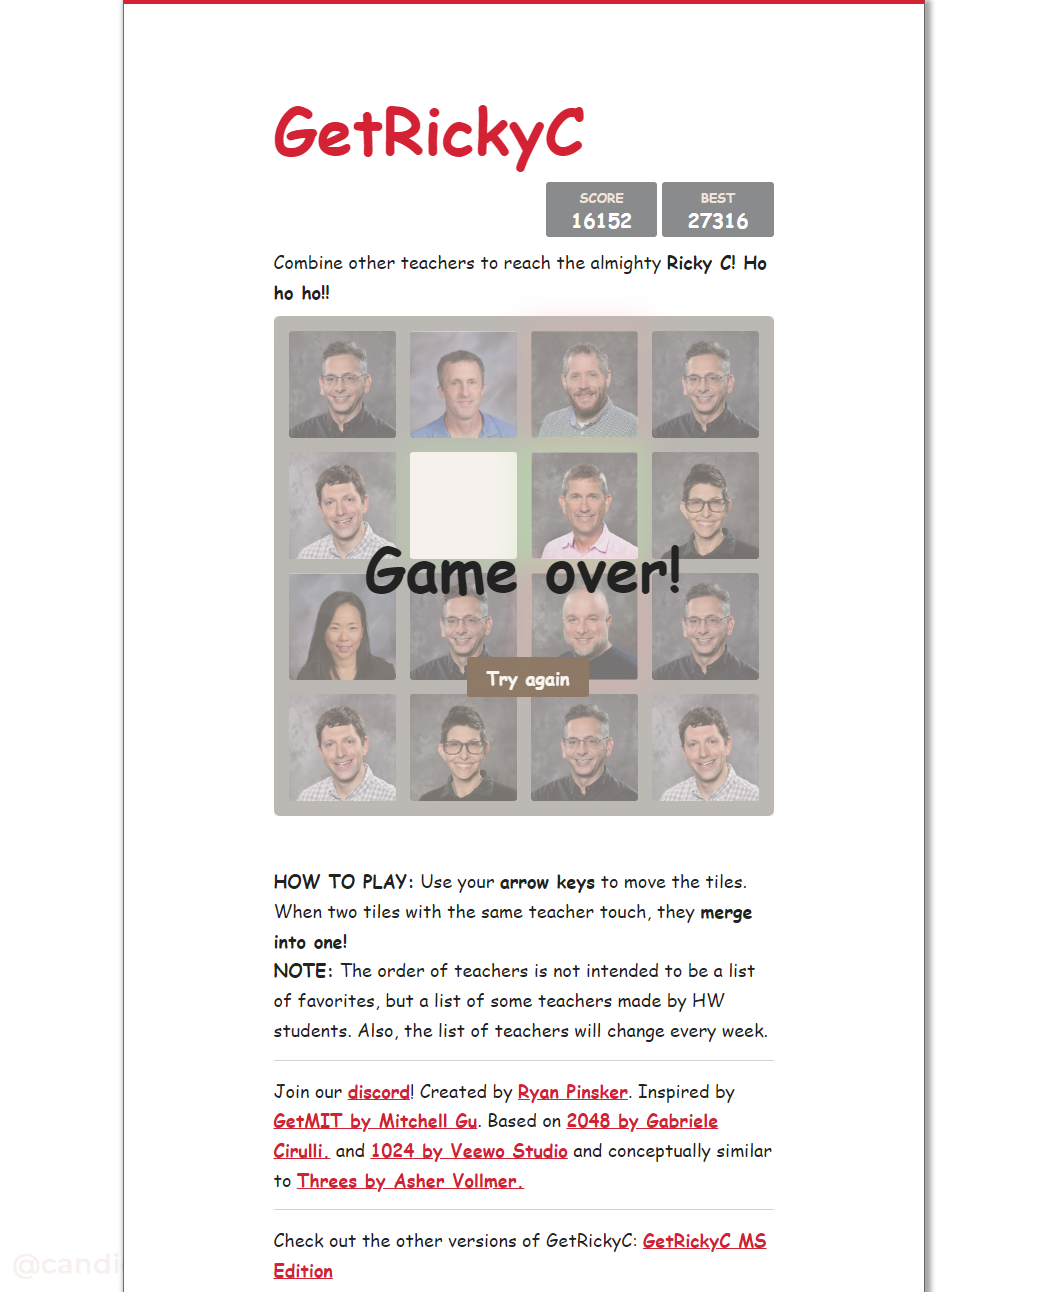 GetRickyC
SCORE
16152
BEST
27316
Combine other teachers to reach the almighty Ricky C! Ho
ho ho!!
Game over!
Try again
HOW TO PLAY: Use your arrow keys to move the tiles.
When two tiles with the same teacher touch, they merge
into one!
NOTE: The order of teachers is not intended to be a list
of favorites, but a list of some teachers made by HW
students. Also, the list of teachers will change every week.
Join our discord! Created by Ryan Pinsker. Inspired by
GetMIT by Mitchell Gu. Based on 2048 by Gabriele
Cirulli. and 1024 by Veewo Studio and conceptually similar
to Threes by Asher Vollmer.
Check out the other versions of GetRickyC: GetRickyC MS
Edition